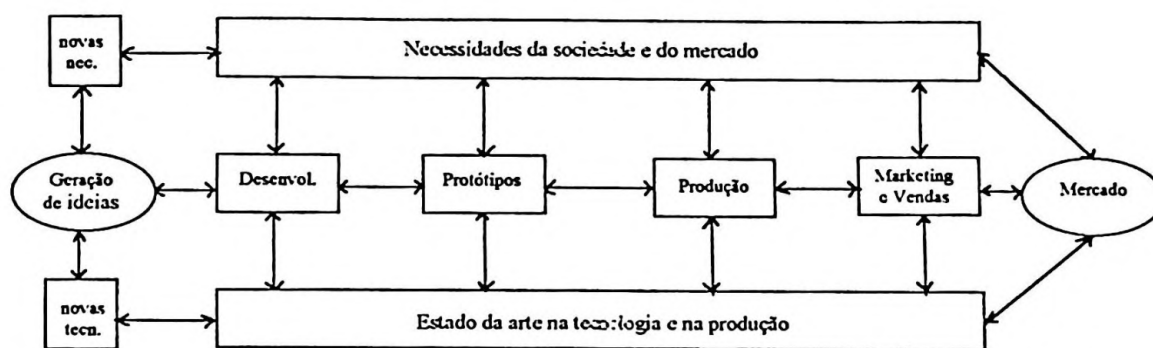 novas
nec.
Necessidades da sociedade e do mercado
Geração
de ideias
Desenvol.
Protótipos
Produção
Marketing
e Vendas
Mercado
novas
tecn.
Estado da arte na tecnologia e na produção